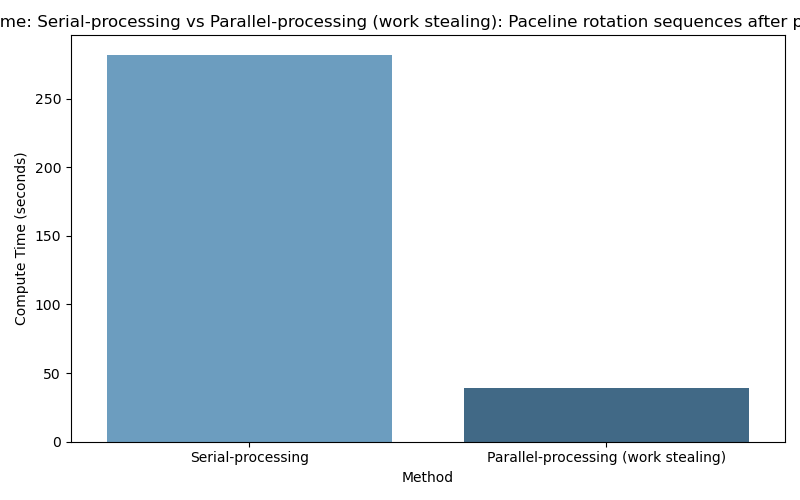 me: Serial-processing vs Parallel-processing (work stealing): Paceline rotation sequences after p
250
200
150
100
50
0
Compute Time (seconds)
Serial-processing
Parallel-processing (work stealing)
Method